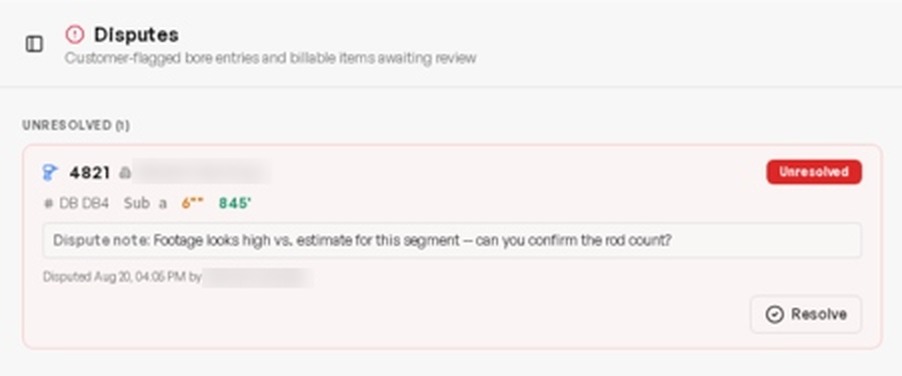 Disputes
Customer-flagged bore entries and billable items awaiting review
UNRESOLVED (1)
4821
Unresolved
# DB DB4 Sub a 6"" 845'
Dispute note: Footage looks high vs. estimate for this segment — can you confirm the rod count?
Disputed Aug 20, 04:05 PM by
Resolve